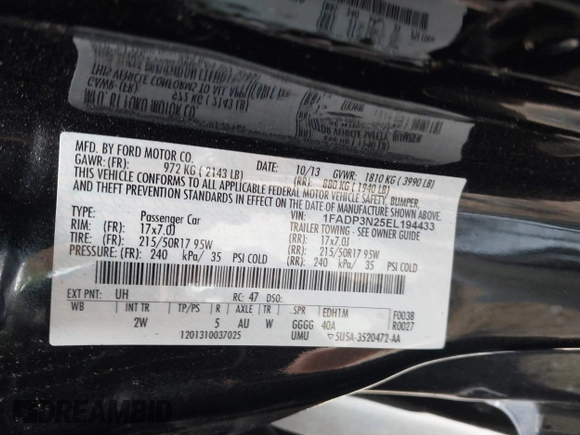 MFD. BY FORD MOTOR CO.
DATE: 10/13 GVWR: 1810 KG ( 3990 LB)
GAWR: (FR): 972 KG ( 2143 LB) (RR): 880 KG ( 1940 LB)
THIS VEHICLE CONFORMS TO ALL APPLICABLE FEDERAL MOTOR VEHICLE SAFETY, BUMPER,
AND THEFT PREVENTION STANDARDS IN EFFECT ON THE DATE OF MANUFACTURE SHOWN ABOVE.
VIN: 1FADP3N25EL194433
TYPE: Passenger Car TRAILER TOWING - SEE OWNER GUIDE
RIM: (FR): 17x7.0J (RR): 17x7.0J
TIRE: (FR): 215/50R17 95W (RR): 215/50R17 95W
PRESSURE: (FR): 240 kPa/ 35 PSI COLD (RR): 240 kPa/ 35 PSI COLD
EXT PNT: UH RC: 47 DSO:
WB INT TR TP/PS R AXLE TR SPR EDH1M F0038
2W 5 AU W GGGG 40A R0027
1201310037025 UMU 5U5A-3520472-AA
DREAMBID